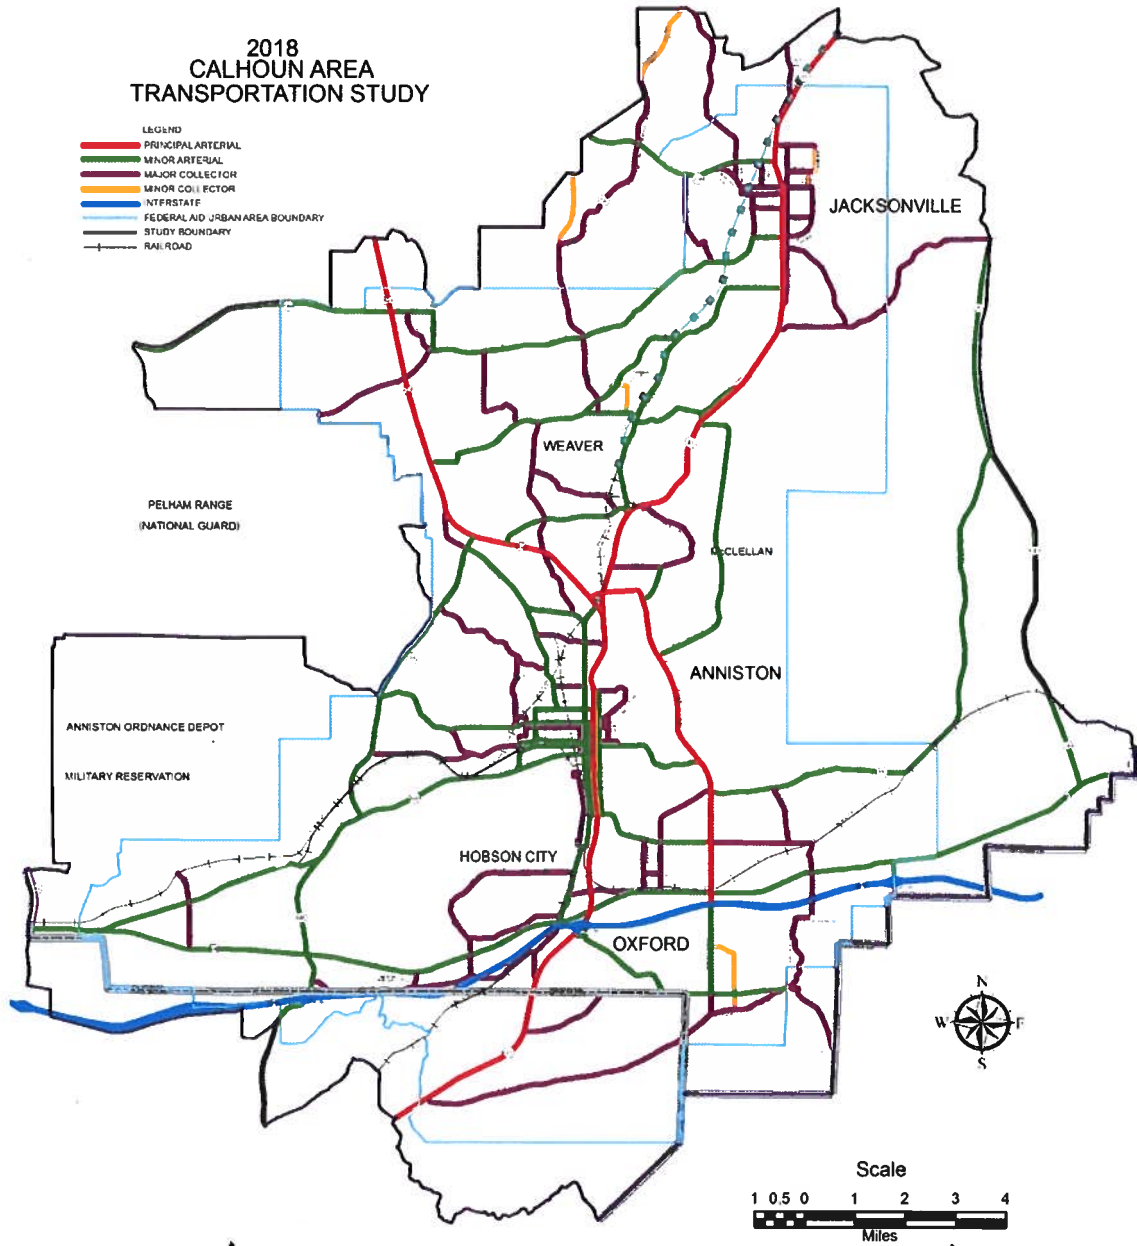 2018
CALHOUN AREA
TRANSPORTATION STUDY
LEGEND
PRINCIPAL ARTERIAL
MINOR ARTERIAL
MAJOR COLLECTOR
MINOR COLLECTOR
INTERSTATE
FEDERAL AID URBAN AREA BOUNDARY
STUDY BOUNDARY
RAILROAD
JACKSONVILLE
WEAVER
PELHAM RANGE
(NATIONAL GUARD)
McCLELLAN
ANNISTON
ANNISTON ORDNANCE DEPOT
MILITARY RESERVATION
HOBSON CITY
OXFORD
N
W E
S
Scale
1 0.5 0 1 2 3 4
Miles